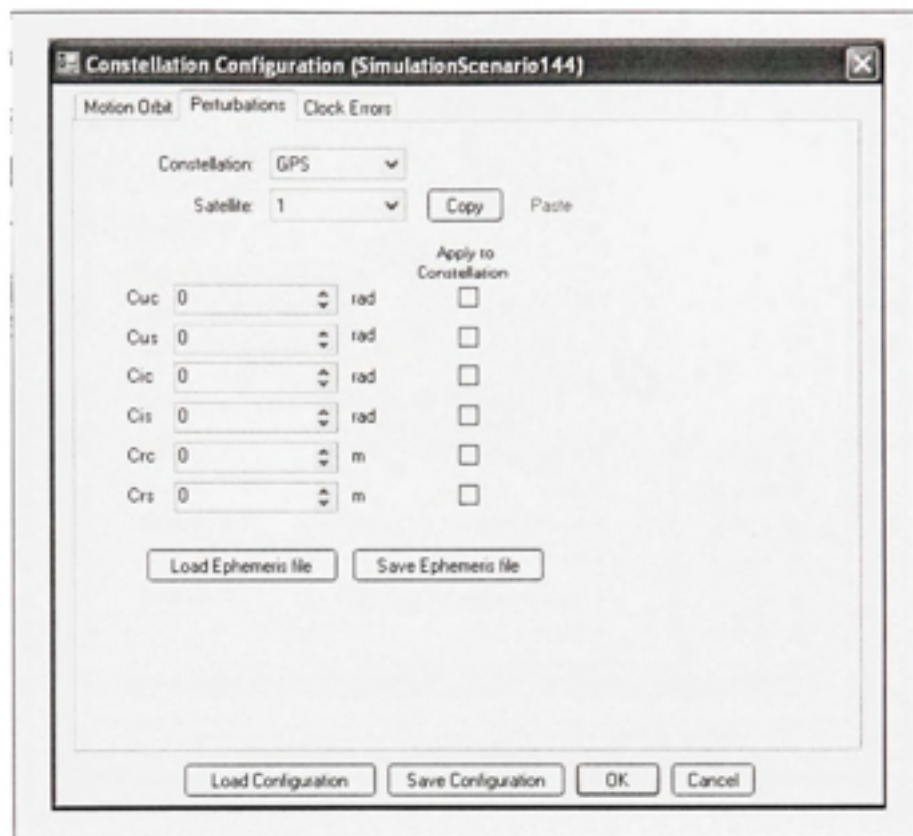 Constellation Configuration (SimulationScenario144)
Motion Orbit Perturbations Clock Errors
Constellation: GPS
Satellite: 1 Copy Paste
Apply to
Constellation
Cuc 0 rad
Cus 0 rad
Cic 0 rad
Cis 0 rad
Crc 0 m
Crs 0 m
Load Ephemeris file Save Ephemeris file
Load Configuration Save Configuration OK Cancel